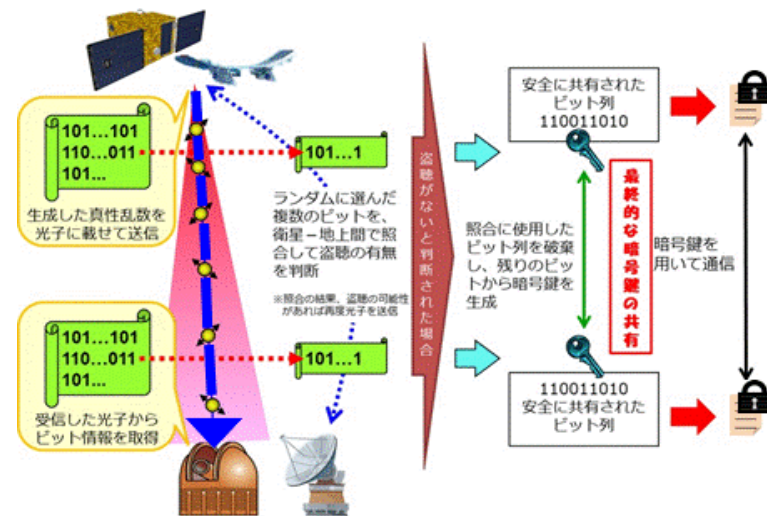 101...101
110...011
101...
生成した真性乱数を
光子に載せて送信
101...1
ランダムに選んだ
複数のビットを、
衛星－地上間で照
合して盗聴の有無
を判断
※照合の結果、盗聴の可能性
があれば再度光子を送信
101...101
110...011
101...
受信した光子から
ビット情報を取得
101...1
盗聴がないと判断された場合
安全に共有された
ビット列
110011010
照合に使用した
ビット列を破棄
し、残りのビッ
トから暗号鍵を
生成
最終的な暗号鍵の共有
110011010
安全に共有された
ビット列
暗号鍵を
用いて通信